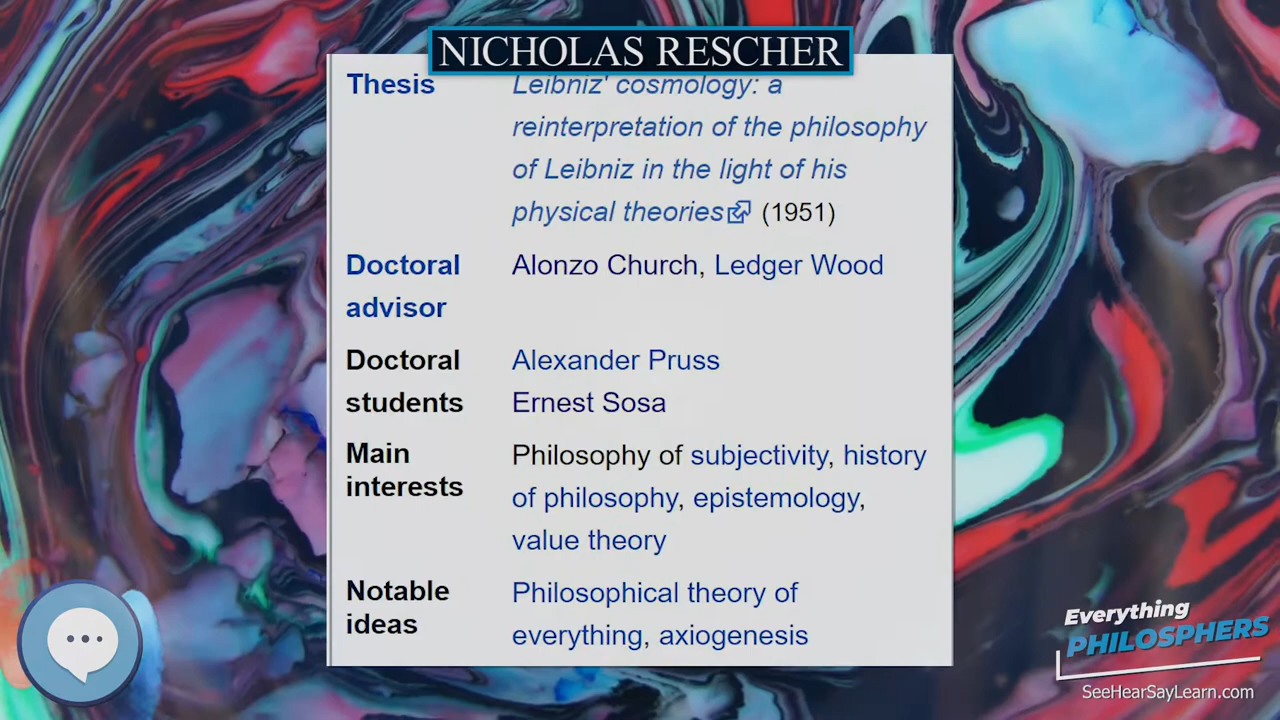 NICHOLAS RESCHER
Thesis
Leibniz' cosmology: a
reinterpretation of the philosophy
of Leibniz in the light of his
physical theories (1951)
Doctoral
advisor
Alonzo Church, Ledger Wood
Doctoral
students
Alexander Pruss
Ernest Sosa
Main
interests
Philosophy of subjectivity, history
of philosophy, epistemology,
value theory
Notable
ideas
Philosophical theory of
everything, axiogenesis
Everything
PHILOSPHERS
SeeHearSayLearn.com